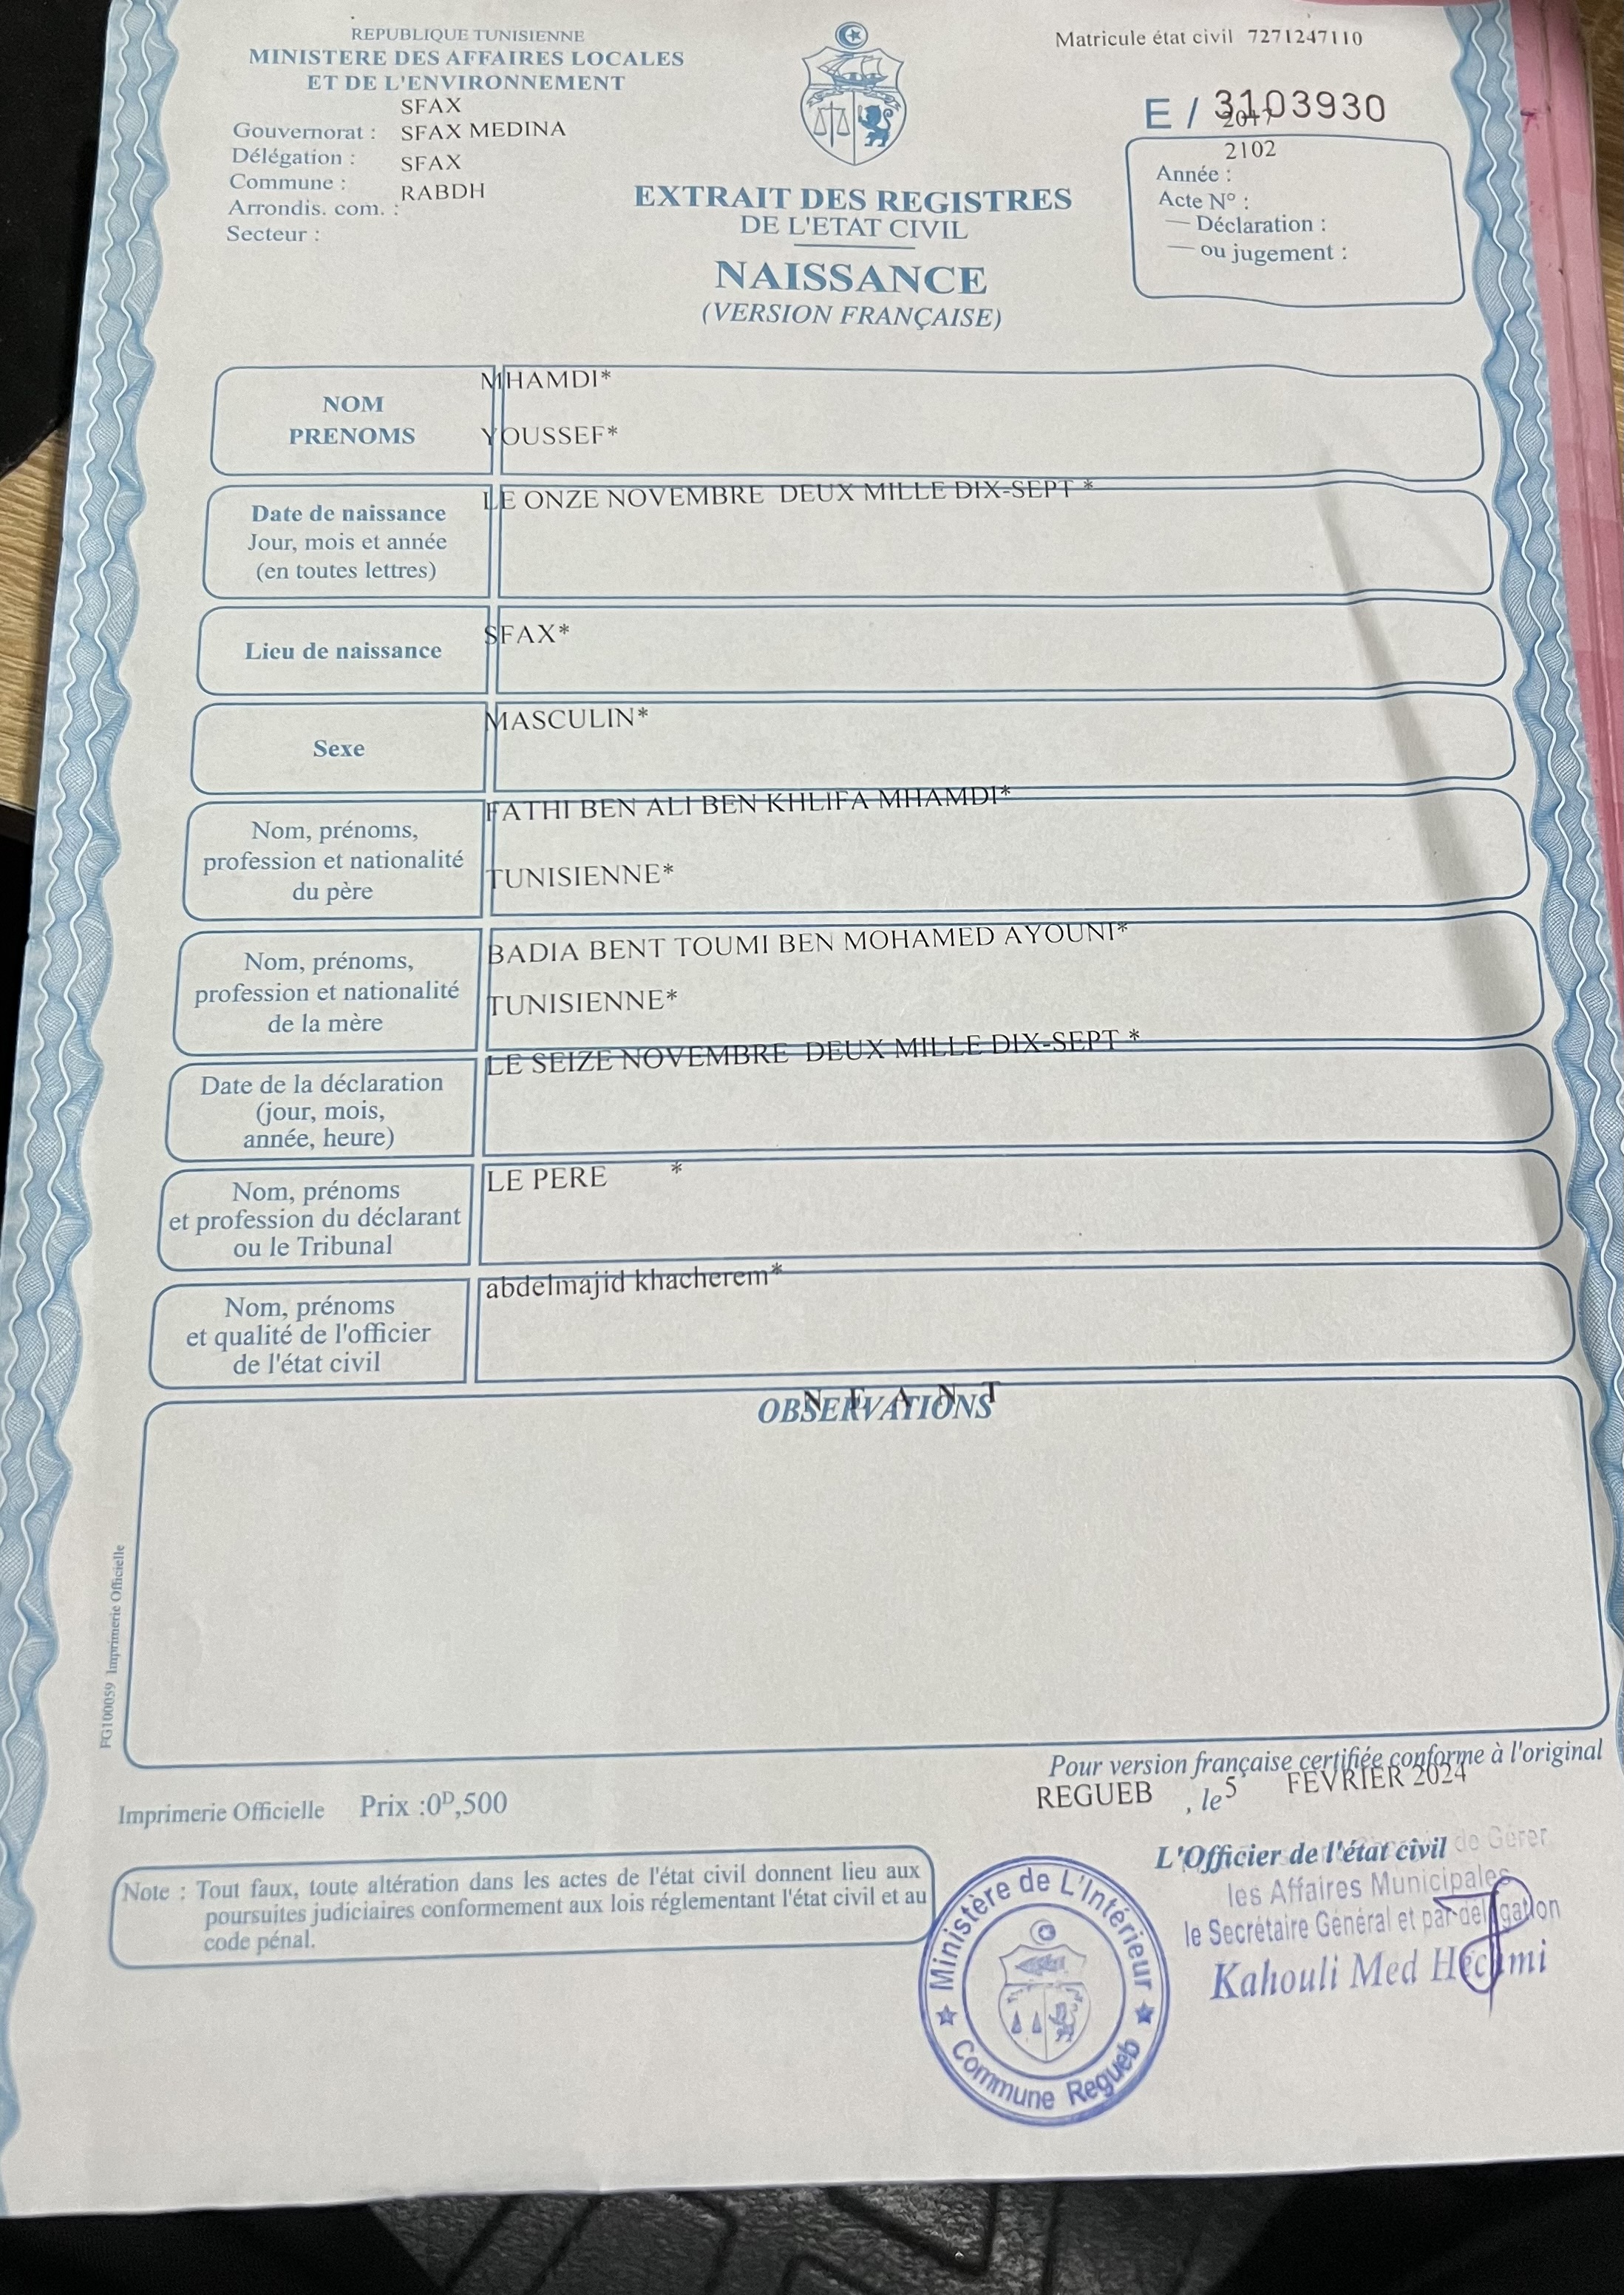 REPUBLIQUE TUNISIENNE
MINISTERE DES AFFAIRES LOCALES
ET DE L'ENVIRONNEMENT
SFAX
Gouvernorat : SFAX MEDINA
Délégation : SFAX
Commune : RABDH
Arrondis. com. :
Secteur :
Matricule état civil 7271247110
E / 3103930
2017
2102
Année :
Acte N° :
— Déclaration :
— ou jugement :
EXTRAIT DES REGISTRES
DE L'ETAT CIVIL
NAISSANCE
(VERSION FRANÇAISE)
NOM
PRENOMS
MHAMDI*
YOUSSEF*
Date de naissance
Jour, mois et année
(en toutes lettres)
LE ONZE NOVEMBRE DEUX MILLE DIX-SEPT *
Lieu de naissance
SFAX*
Sexe
MASCULIN*
Nom, prénoms,
profession et nationalité
du père
FATHI BEN ALI BEN KHLIFA MHAMDI*
TUNISIENNE*
Nom, prénoms,
profession et nationalité
de la mère
BADIA BENT TOUMI BEN MOHAMED AYOUNI*
TUNISIENNE*
Date de la déclaration
(jour, mois,
année, heure)
LE SEIZE NOVEMBRE DEUX MILLE DIX-SEPT *
Nom, prénoms
et profession du déclarant
ou le Tribunal
LE PERE *
Nom, prénoms
et qualité de l'officier
de l'état civil
abdelmajid khacherem*
OBSERVATIONS
N E A N T
FG100059 Imprimerie Officielle
Pour version française certifiée conforme à l'original
REGUEB , le 5 FEVRIER 2024
Imprimerie Officielle Prix :0D,500
L'Officier de l'état civil
de Gérer
les Affaires Municipales
le Secrétaire Général et par délégation
Kahouli Med Hechmi
Note : Tout faux, toute altération dans les actes de l'état civil donnent lieu aux
poursuites judiciaires conformement aux lois réglementant l'état civil et au
code pénal.
Ministère de L'Intérieur
Commune Regueb